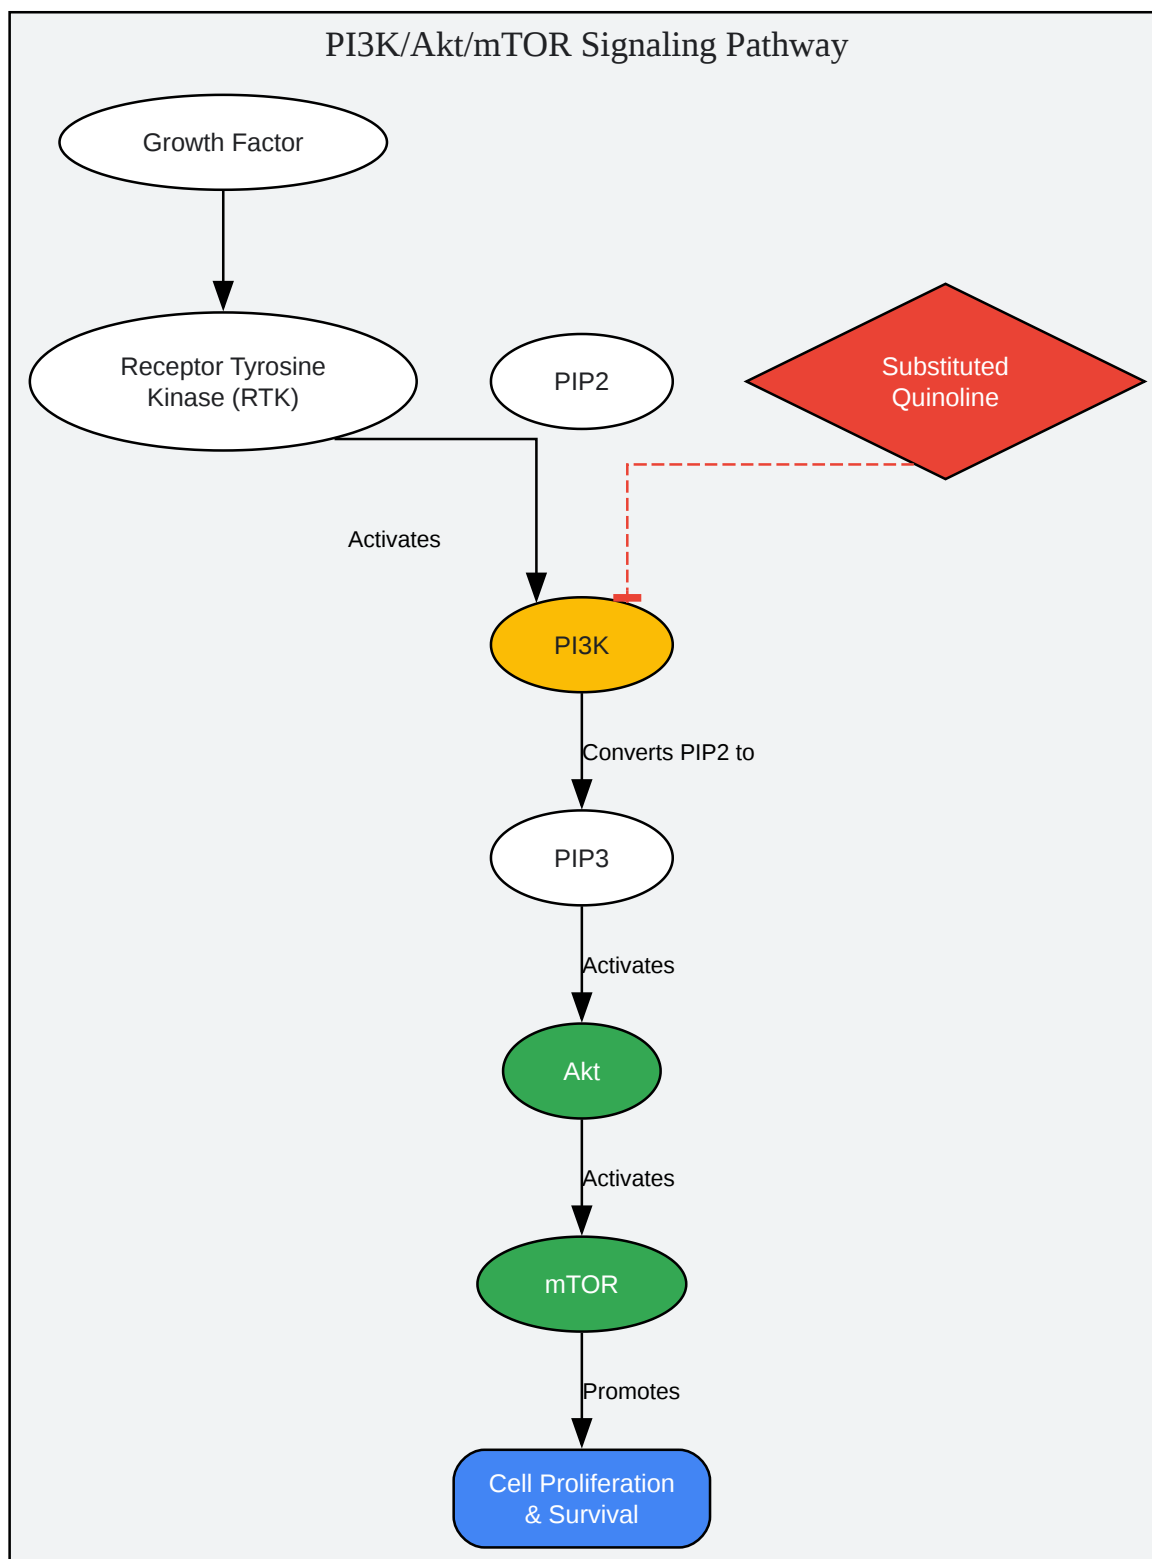 PI3K/Akt/mTOR Signaling Pathway
Growth Factor
Receptor Tyrosine
Kinase (RTK)
PIP2
Substituted
Quinoline
Activates
PI3K
Converts PIP2 to
PIP3
Activates
Akt
Activates
mTOR
Promotes
Cell Proliferation
& Survival